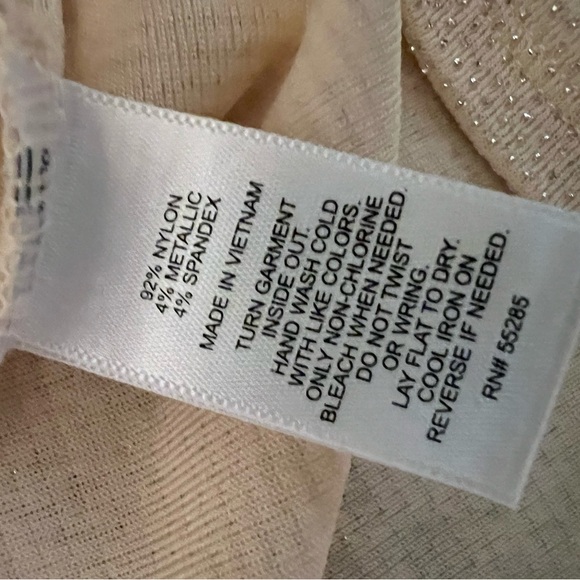 92% NYLON
4% METALLIC
4% SPANDEX
MADE IN VIETNAM
TURN GARMENT
INSIDE OUT.
HAND WASH COLD
WITH LIKE COLORS.
ONLY NON-CHLORINE
BLEACH WHEN NEEDED.
DO NOT TWIST
OR WRING.
LAY FLAT TO DRY.
COOL IRON ON
REVERSE IF NEEDED.
RN# 55285